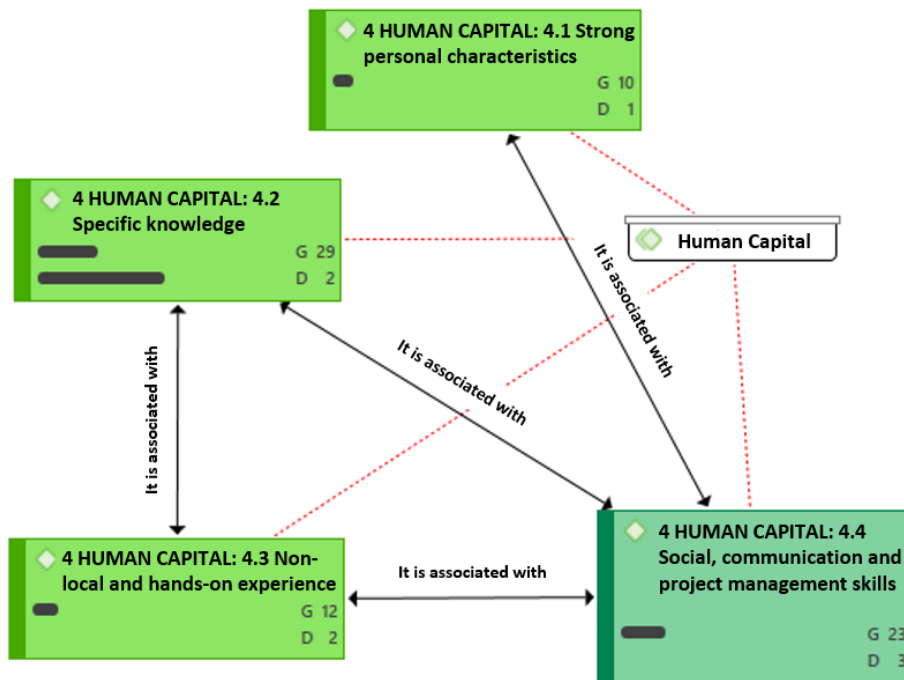 4 HUMAN CAPITAL: 4.1 Strong
personal characteristics
G 10
D 1
4 HUMAN CAPITAL: 4.2
Specific knowledge
G 29
D 2
Human Capital
It is associated with
It is associated with
It is associated with
4 HUMAN CAPITAL: 4.3 Non-
local and hands-on experience
G 12
D 2
It is associated with
4 HUMAN CAPITAL: 4.4
Social, communication and
project management skills
G 23
D 3